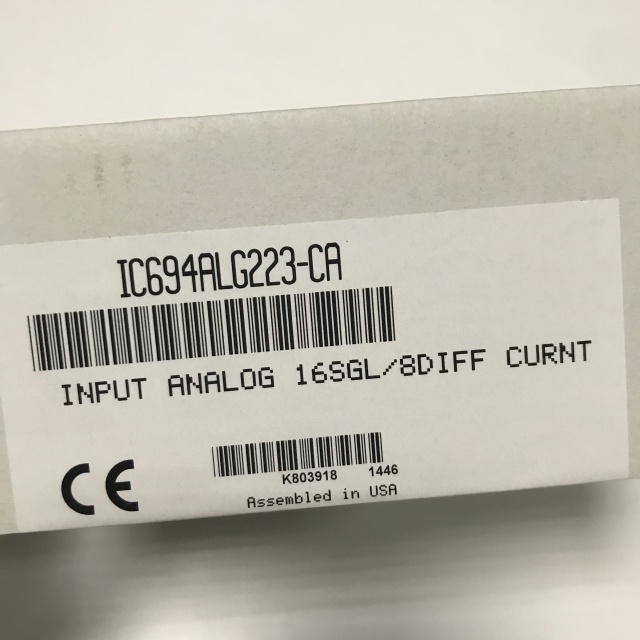 IC694ALG223-CA
INPUT ANALOG 16SGL/8DIFF CURNT
CE
K803918 1446
Assembled in USA